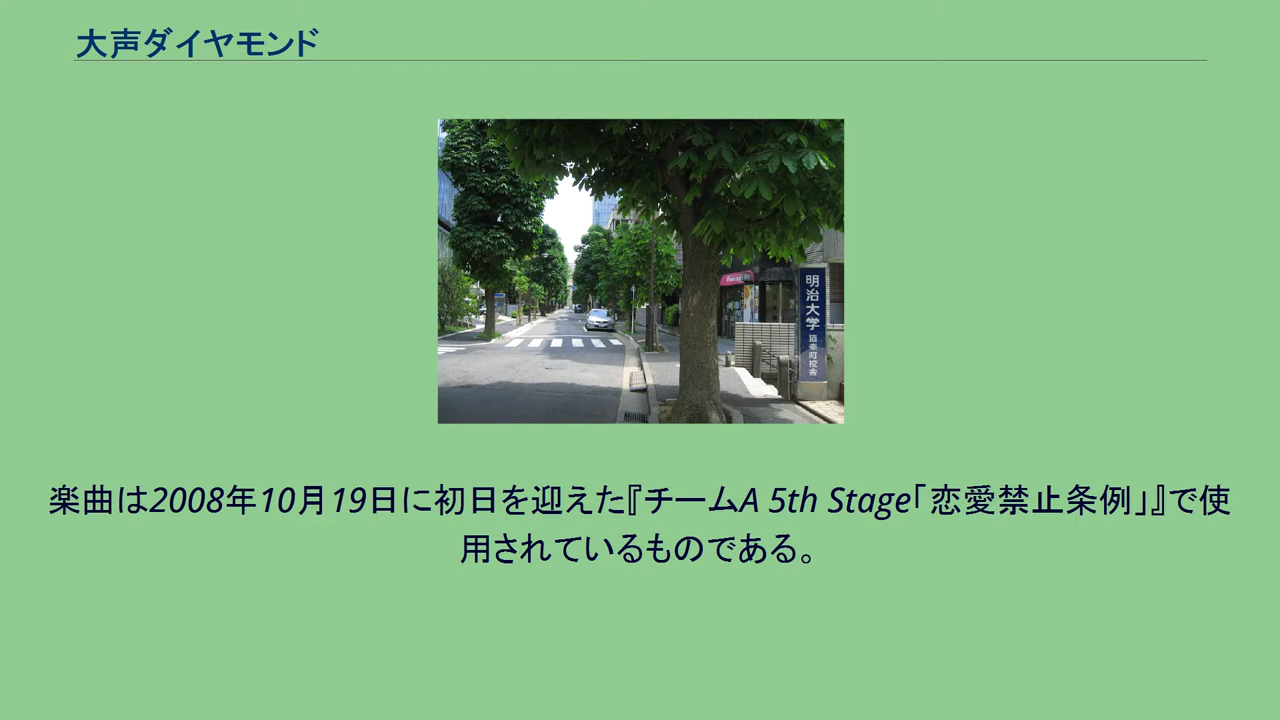 大声ダイヤモンド
明治大学 猿楽町校舎
楽曲は2008年10月19日に初日を迎えた『チームA 5th Stage「恋愛禁止条例」』で使
用されているものである。